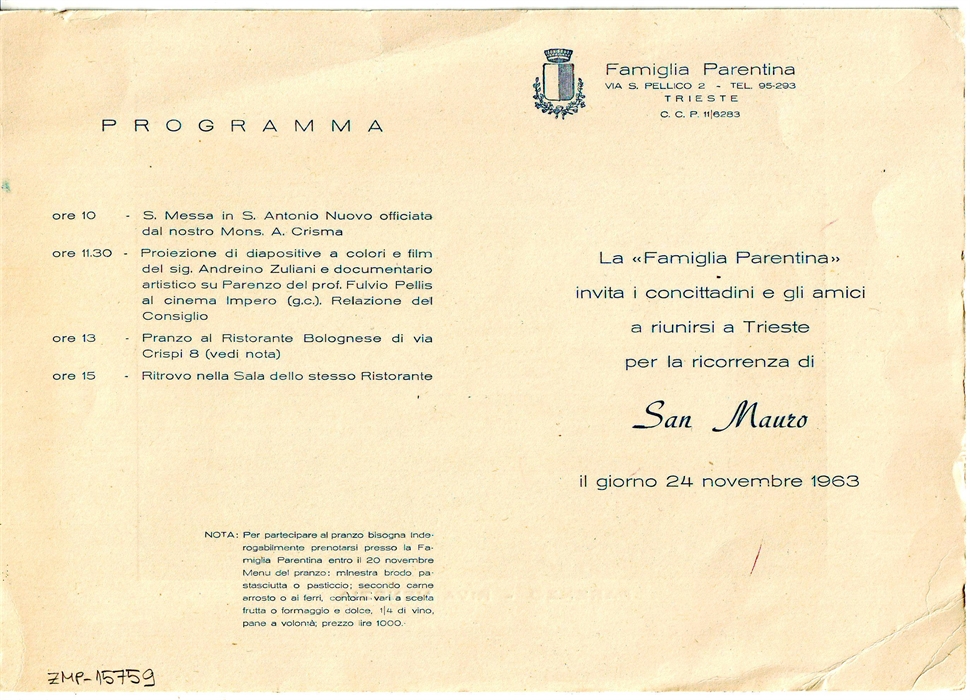 PROGRAMMA
ore 10 - S. Messa in S. Antonio Nuovo officiata
dal nostro Mons. A. Crisma
ore 11.30 - Proiezione di diapositive a colori e film
del sig. Andreino Zuliani e documentario
artistico su Parenzo del prof. Fulvio Pellis
al cinema Impero (g.c.). Relazione del
Consiglio
ore 13 - Pranzo al Ristorante Bolognese di via
Crispi 8 (vedi nota)
ore 15 - Ritrovo nella Sala dello stesso Ristorante
NOTA: Per partecipare al pranzo bisogna inde-
rogabilmente prenotarsi presso la Fa-
miglia Parentina entro il 20 novembre
Menu del pranzo: minestra brodo pa-
stasciutta o pasticcio; secondo carne
arrosto o ai ferri, contorni vari a scelta
frutta o formaggio e dolce, 1|4 di vino,
pane a volontà; prezzo lire 1000.-
ZMP-15759
Famiglia Parentina
VIA S. PELLICO 2 - TEL. 95-293
TRIESTE
C. C. P. 11|6283
La «Famiglia Parentina»
invita i concittadini e gli amici
a riunirsi a Trieste
per la ricorrenza di
San Mauro
il giorno 24 novembre 1963